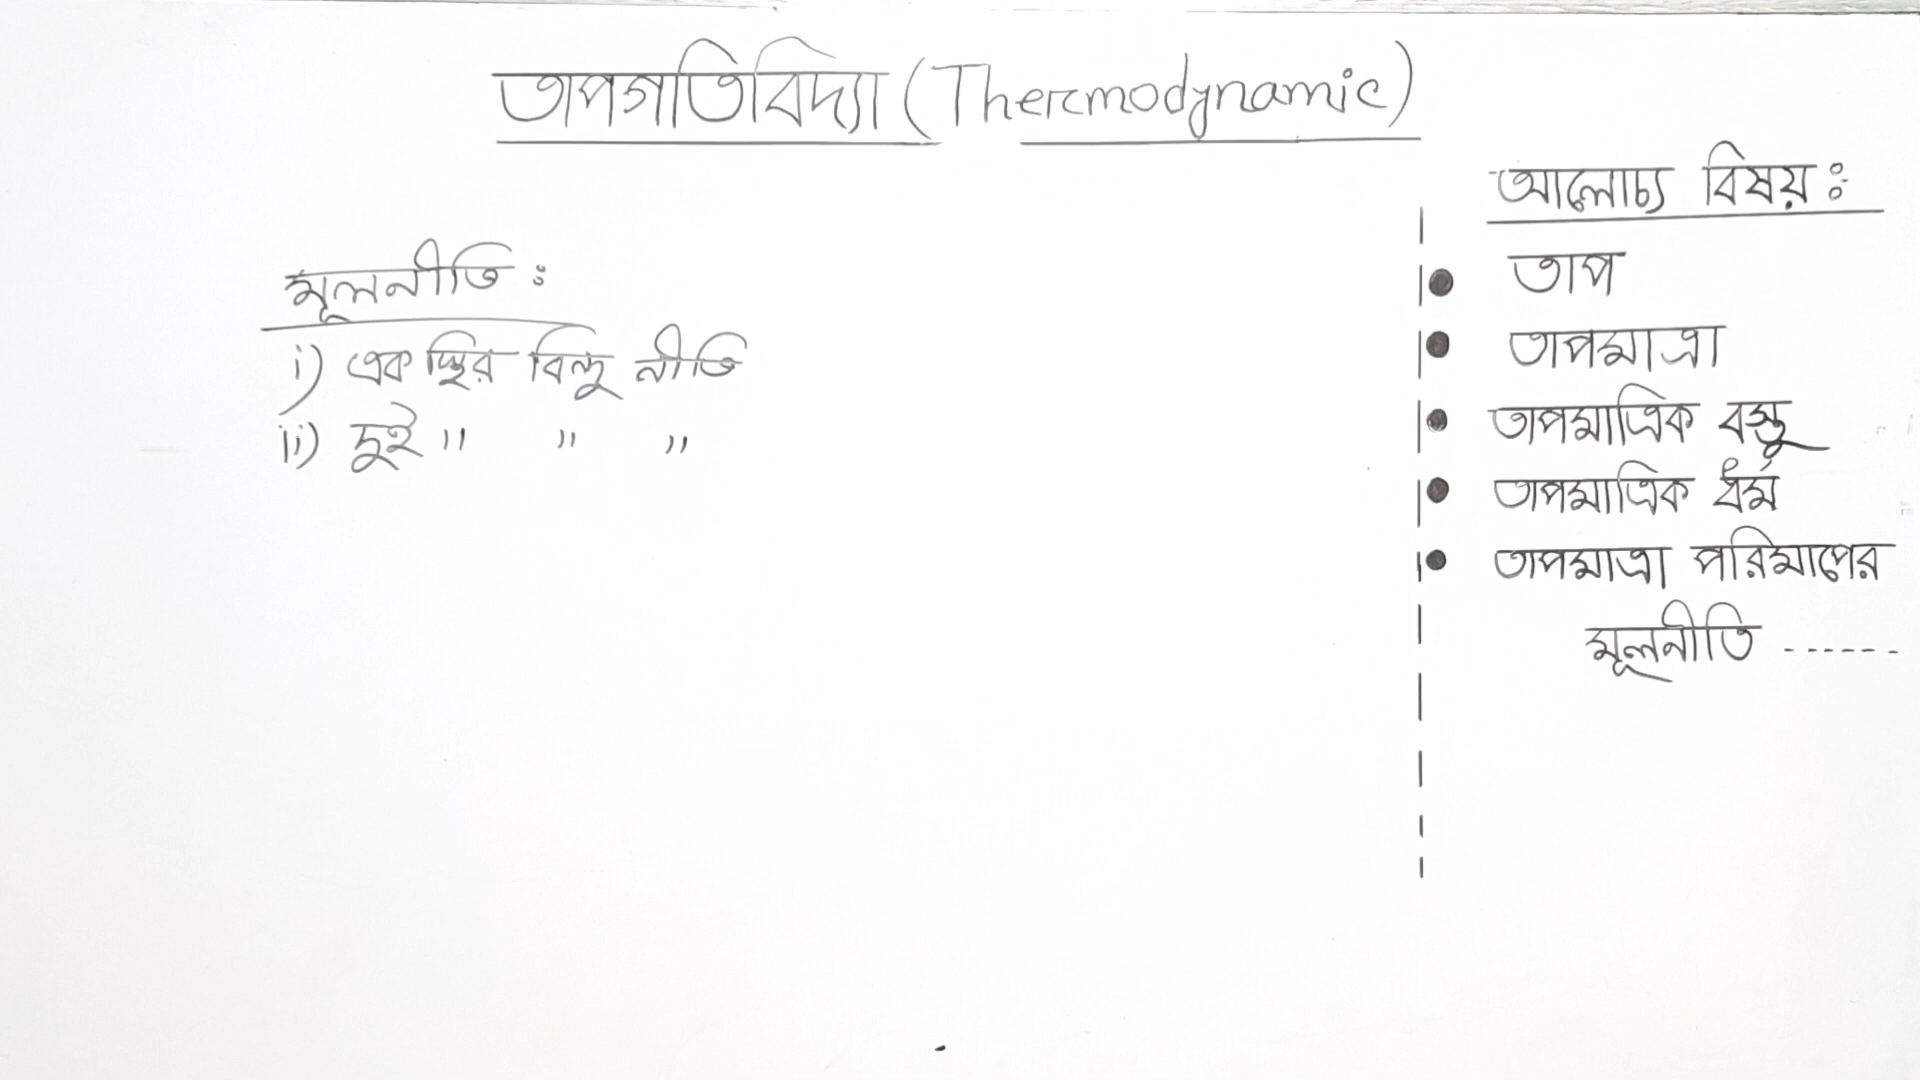 তাপগতিবিদ্যা (Thermodynamic)
মূলনীতি :
i) এক স্থির বিন্দু নীতি
ii) দুই " " "
আলোচ্য বিষয় :
• তাপ
• তাপমাত্রা
• তাপমাত্রিক বস্তু
• তাপমাত্রিক ধর্ম
• তাপমাত্রা পরিমাপের
মূলনীতি ------